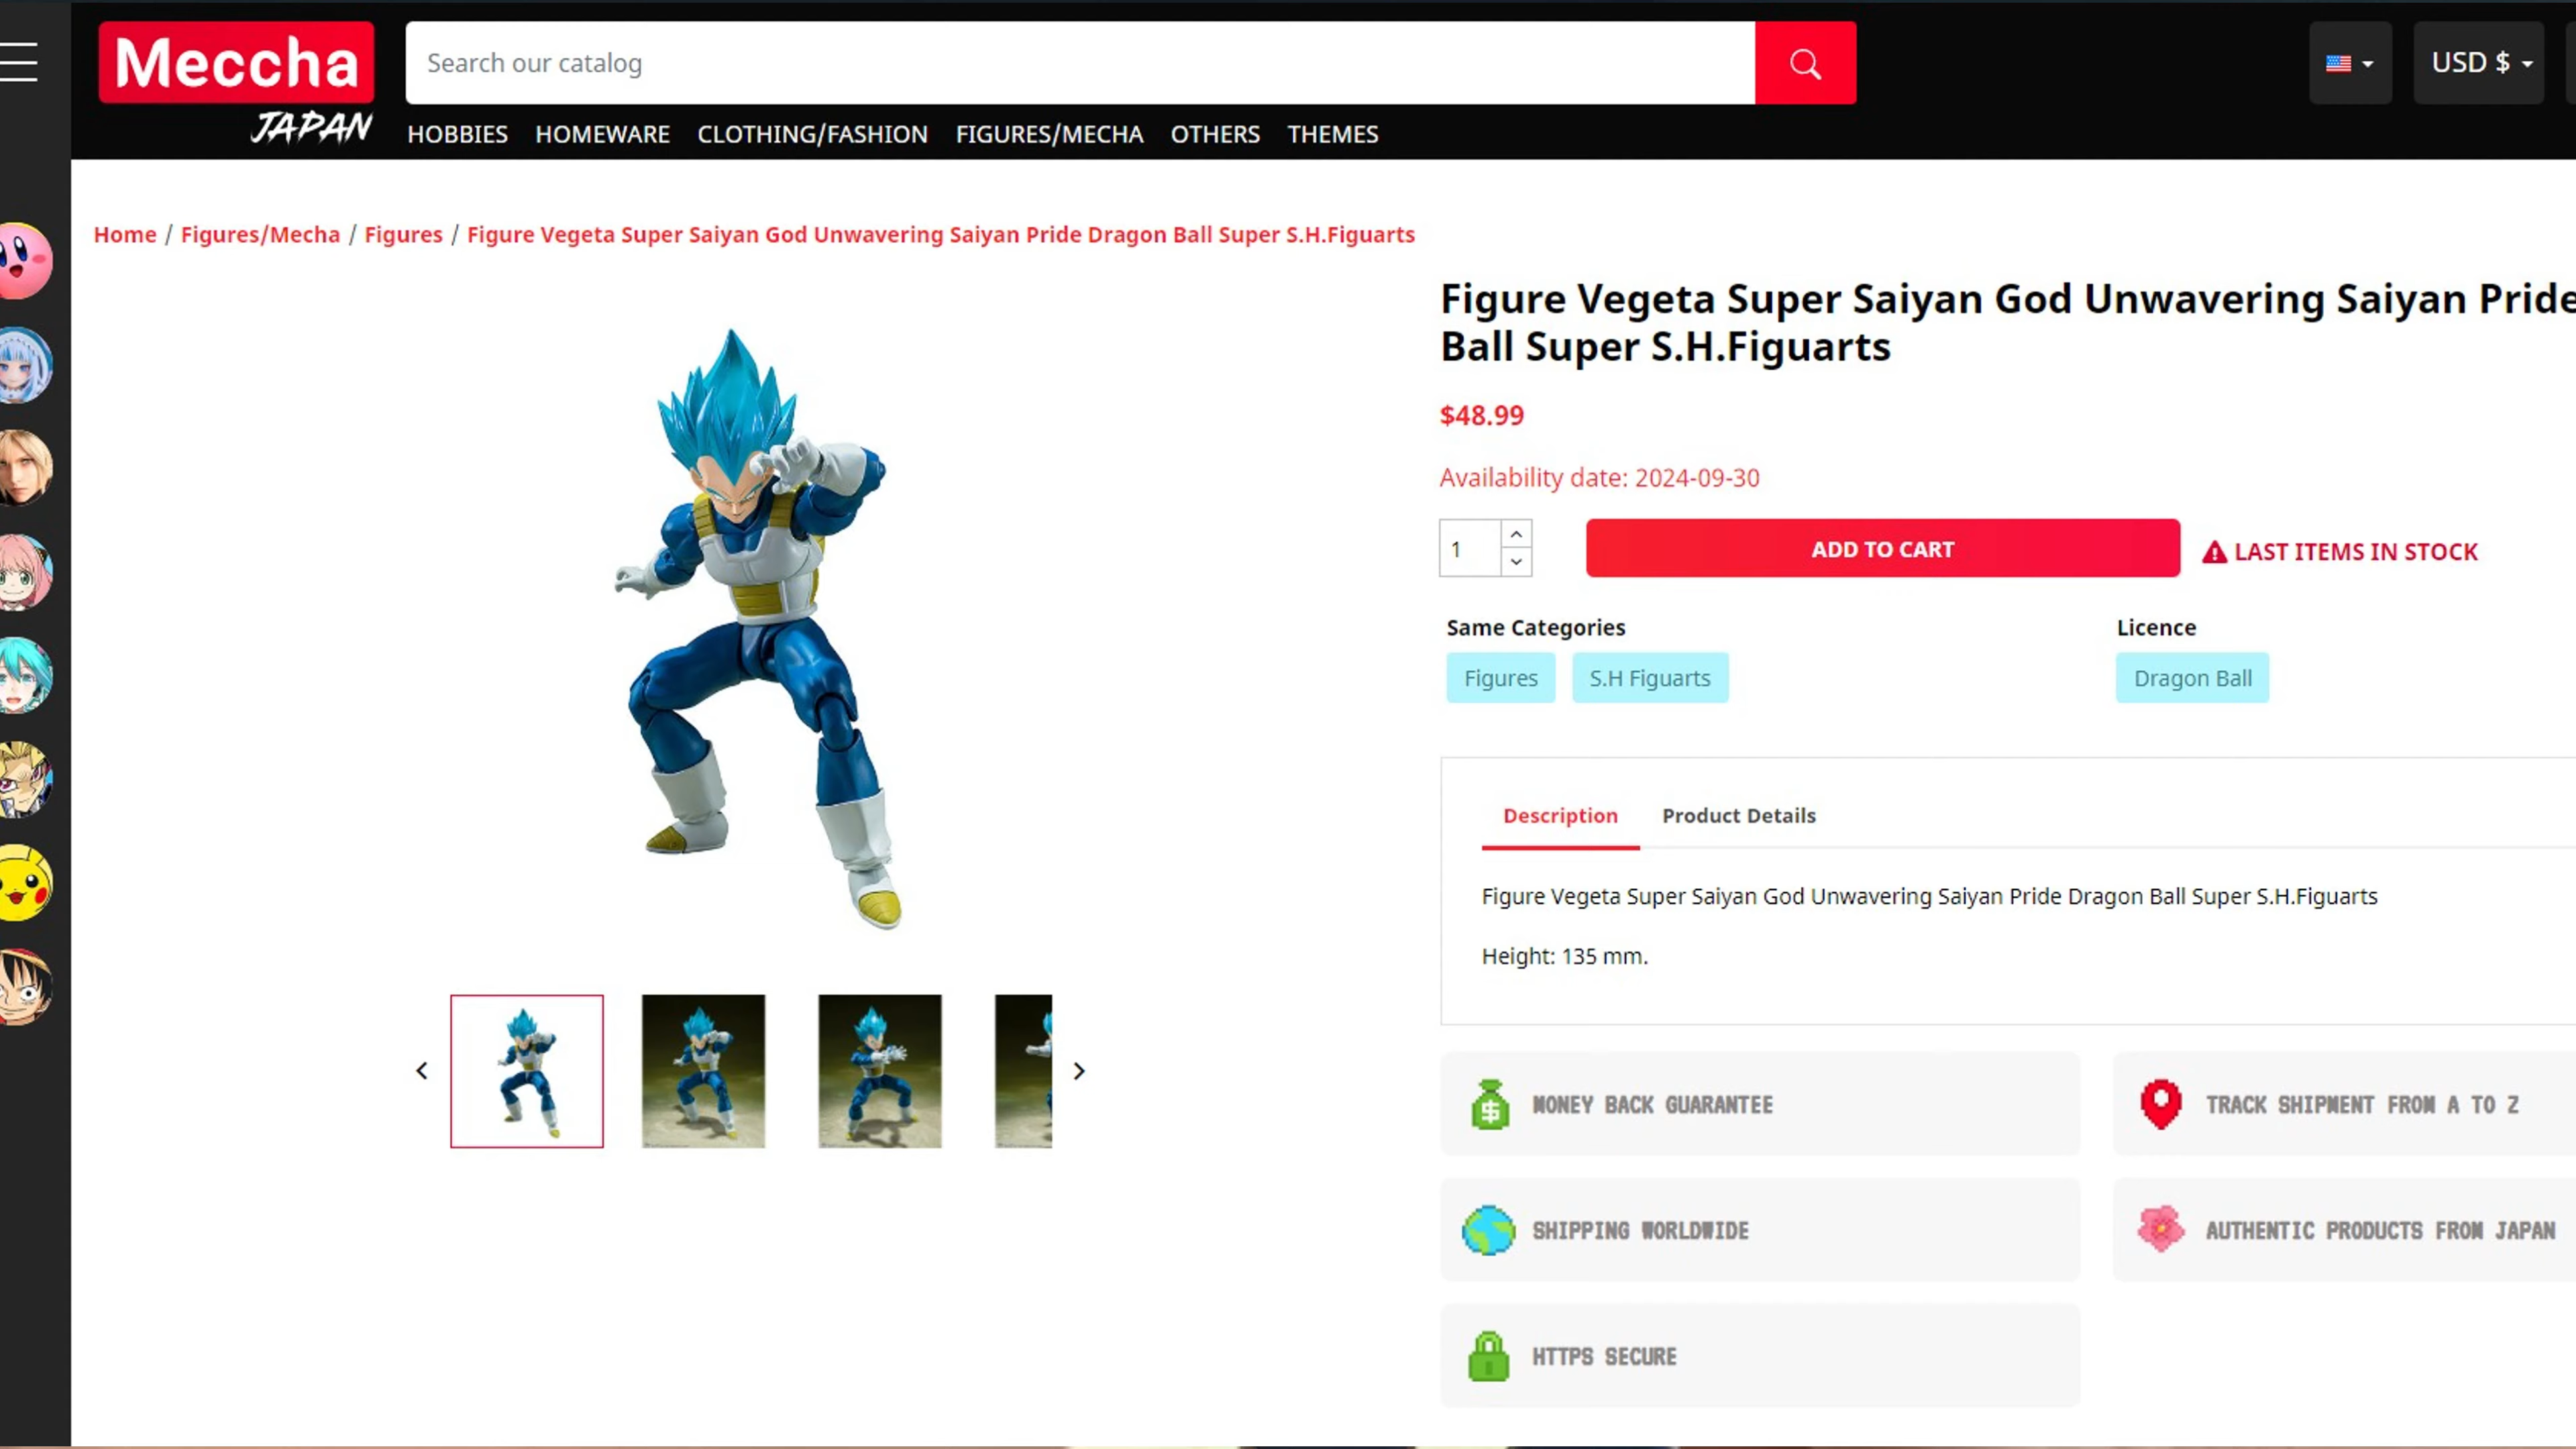 Meccha
JAPAN
Search our catalog
USD $
HOBBIES HOMEWARE CLOTHING/FASHION FIGURES/MECHA OTHERS THEMES
Home / Figures/Mecha / Figures / Figure Vegeta Super Saiyan God Unwavering Saiyan Pride Dragon Ball Super S.H.Figuarts
Figure Vegeta Super Saiyan God Unwavering Saiyan Pride
Ball Super S.H.Figuarts
$48.99
Availability date: 2024-09-30
1
ADD TO CART
LAST ITEMS IN STOCK
Same Categories
Licence
Figures
S.H Figuarts
Dragon Ball
Description
Product Details
Figure Vegeta Super Saiyan God Unwavering Saiyan Pride Dragon Ball Super S.H.Figuarts
Height: 135 mm.
MONEY BACK GUARANTEE
TRACK SHIPMENT FROM A TO Z
SHIPPING WORLDWIDE
AUTHENTIC PRODUCTS FROM JAPAN
HTTPS SECURE